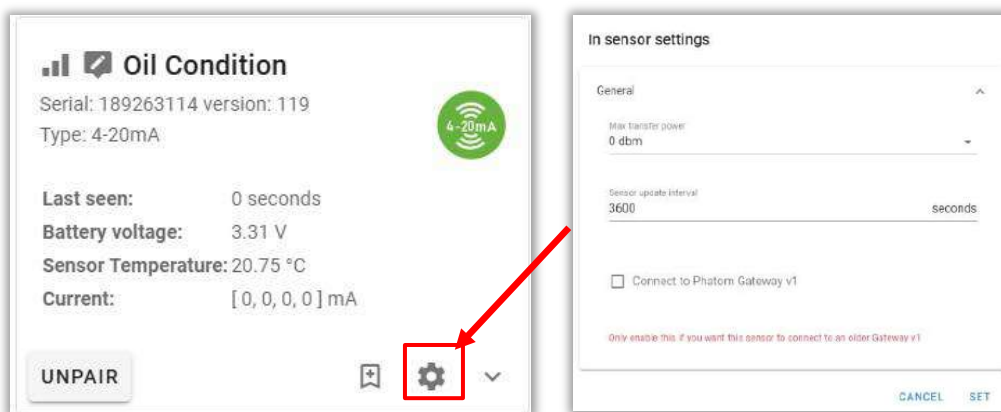 Oil Condition
Serial: 189263114 version: 119
Type: 4-20mA
4-20mA
Last seen: 0 seconds
Battery voltage: 3.31 V
Sensor Temperature: 20.75 °C
Current: [ 0, 0, 0, 0 ] mA
UNPAIR
In sensor settings
General
Max transfer power
0 dbm
Sensor update interval
3600 seconds
Connect to Phatom Gateway v1
Only enable this if you want this sensor to connect to an older Gateway v1
CANCEL SET